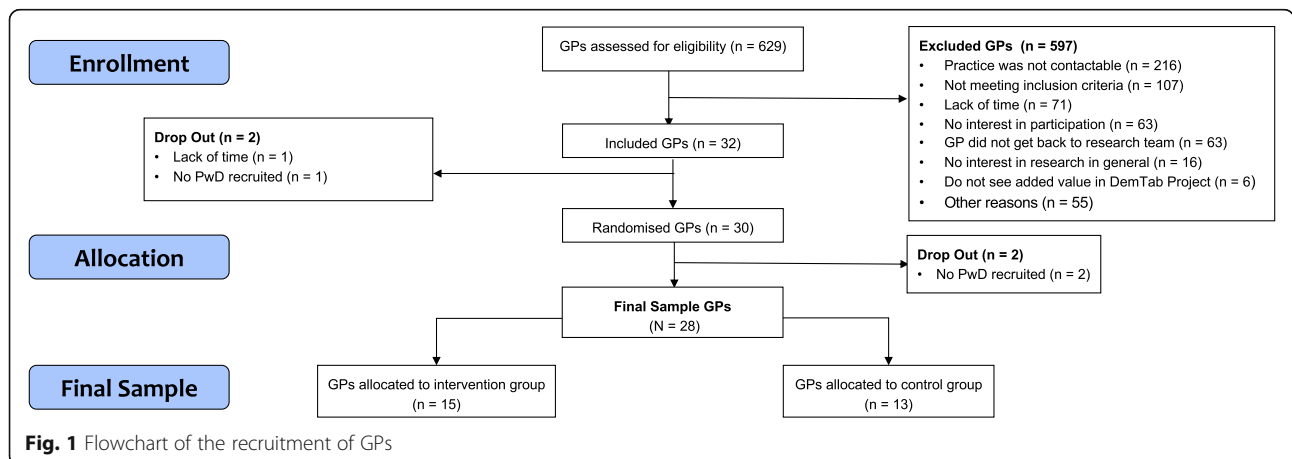 Enrollment
GPs assessed for eligibility (n = 629)
Excluded GPs (n = 597)
• Practice was not contactable (n = 216)
• Not meeting inclusion criteria (n = 107)
• Lack of time (n = 71)
• No interest in participation (n = 63)
• GP did not get back to research team (n = 63)
• No interest in research in general (n = 16)
• Do not see added value in DemTab Project (n = 6)
• Other reasons (n = 55)
Included GPs (n = 32)
Drop Out (n = 2)
• Lack of time (n = 1)
• No PwD recruited (n = 1)
Randomised GPs (n = 30)
Allocation
Drop Out (n = 2)
• No PwD recruited (n = 2)
Final Sample GPs
(N = 28)
Final Sample
GPs allocated to intervention group
(n = 15)
GPs allocated to control group
(n = 13)
Fig. 1 Flowchart of the recruitment of GPs